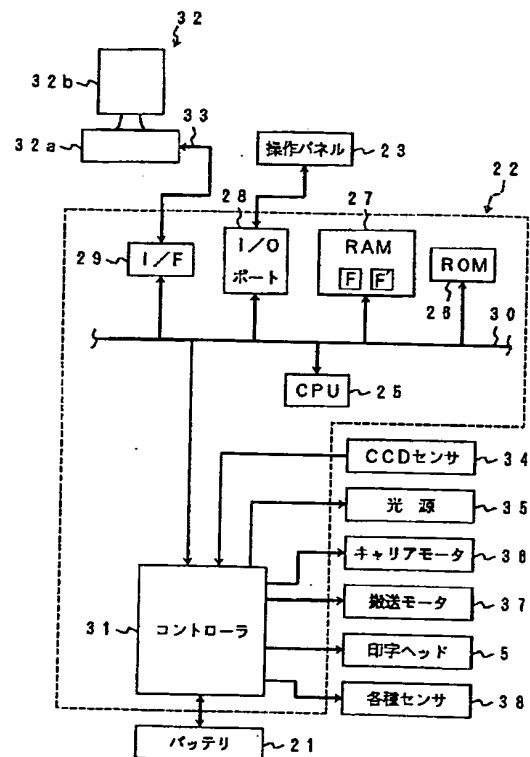 32
32b
33
32a
操作パネル
23
22
28
27
I/O
ポート
RAM
F F'
29
I/F
ROM
26
30
CPU
25
CCDセンサ
34
光 源
35
キャリアモータ
36
搬送モータ
37
31
コントローラ
印字ヘッド
5
各種センサ
38
バッテリ
21